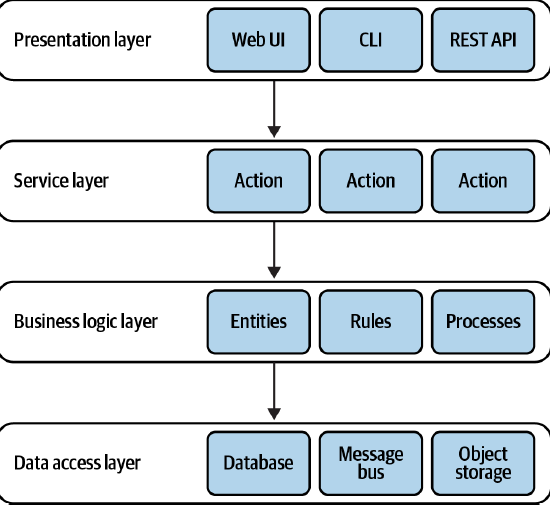 Presentation layer
Web UI
CLI
REST API
Service layer
Action
Action
Action
Business logic layer
Entities
Rules
Processes
Data access layer
Database
Message
bus
Object
storage